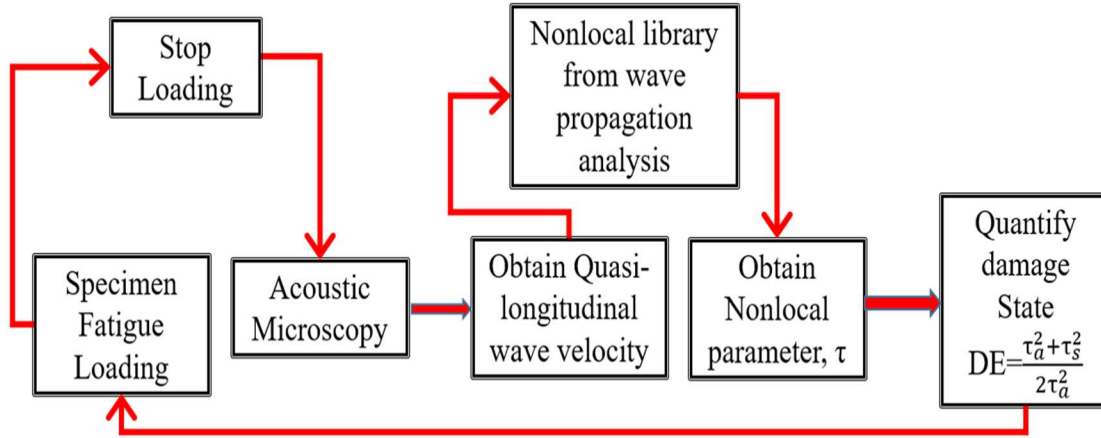 Stop
Loading
Nonlocal library
from wave
propagation
analysis
Specimen
Fatigue
Loading
Acoustic
Microscopy
Obtain Quasi-
longitudinal
wave velocity
Obtain
Nonlocal
parameter, τ
Quantify
damage
State
DE=\frac{τ_a^2+τ_s^2}{2τ_a^2}